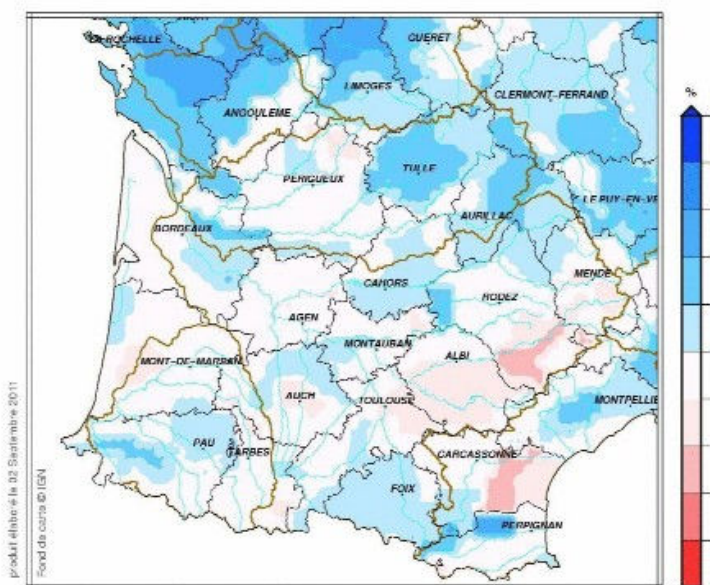 LA ROCHELLE
GUERET
LIMOGES
CLERMONT-FERRAND
ANGOULEME
%
PERIGUEUX
TULLE
AURILLAC
LE PUY-EN-VE
BORDEAUX
MENDE
CAHORS
RODEZ
AGEN
MONTAUBAN
ALBI
MONT-DE-MARSAN
AUCH
TOULOUSE
MONTPELLIE
PAU
TARBES
CARCASSONNE
FOIX
PERPIGNAN
produit élaboré le 02 Septembre 2011
Fond de carte © IGN